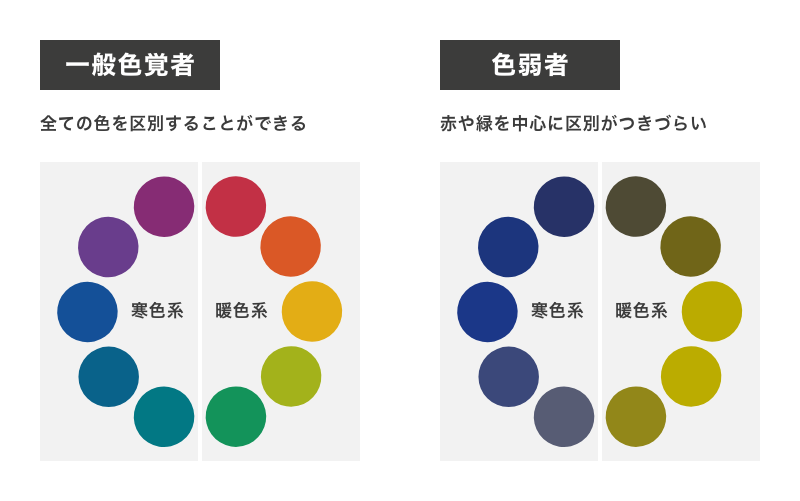 一般色覚者
全ての色を区別することができる
寒色系
暖色系
色弱者
赤や緑を中心に区別がつきづらい
寒色系
暖色系